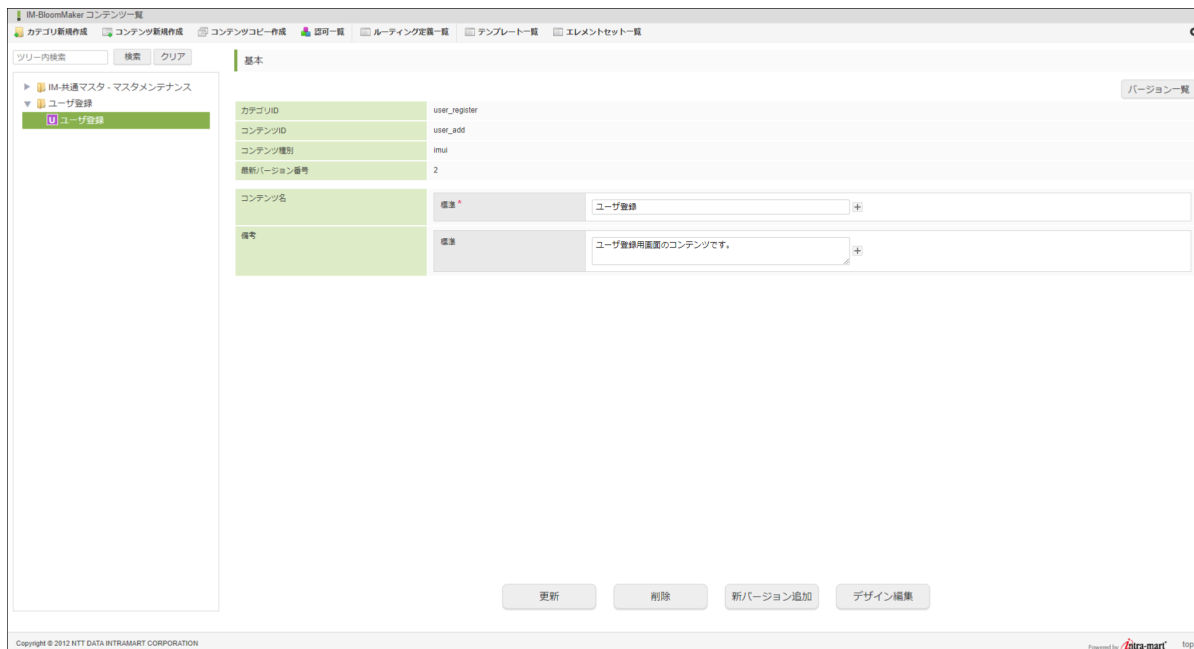 IM-BloomMaker コンテンツ一覧
カテゴリ新規作成 コンテンツ新規作成 コンテンツコピー作成 認可一覧 ルーティング定義一覧 テンプレート一覧 エレメントセット一覧
ツリー内検索 検索 クリア
基本
IM-共通マスタ - マスタメンテナンス
バージョン一覧
ユーザ登録
U ユーザ登録
カテゴリID user_register
コンテンツID user_add
コンテンツ種別 imui
最新バージョン番号 2
コンテンツ名 標準 * ユーザ登録
備考 標準 ユーザ登録用画面のコンテンツです。
更新 削除 新バージョン追加 デザイン編集
Copyright © 2012 NTT DATA INTRAMART CORPORATION Powered by intra-mart top